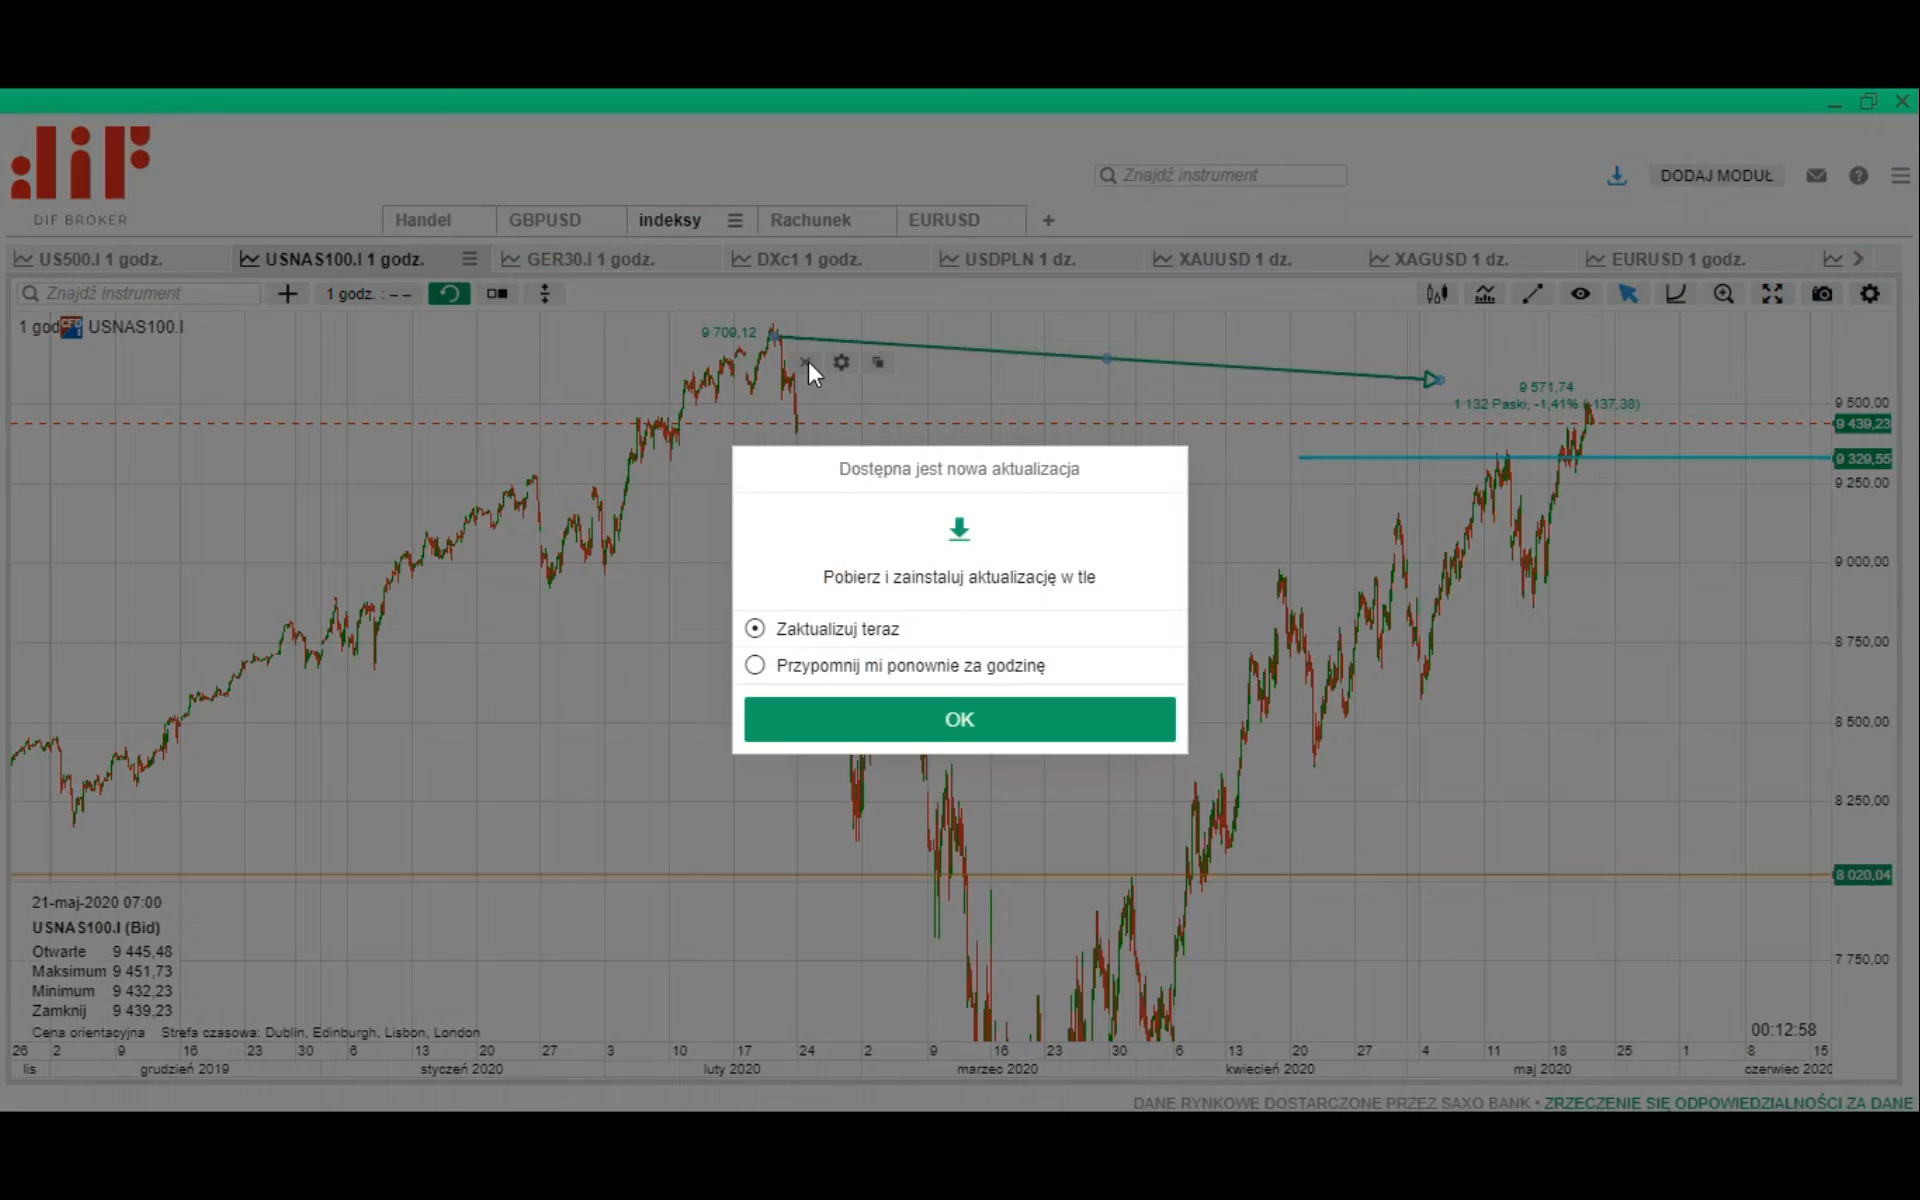 dif
DIF BROKER
Znajdź instrument
DODAJ MODUŁ
Handel
GBPUSD
indeksy
Rachunek
EURUSD
+
US500.I 1 godz.
USNAS100.I 1 godz.
GER30.I 1 godz.
DXc1 1 godz.
USDPLN 1 dz.
XAUUSD 1 dz.
XAGUSD 1 dz.
EURUSD 1 godz.
Znajdź instrument
1 godz. : – –
1 god
CFD
USNAS100.I
9 709,12
9 571,74
1 132 Paski, -1,41% (-137,38)
9 500,00
9 439,23
9 329,55
9 250,00
9 000,00
8 750,00
8 500,00
8 250,00
8 020,04
7 750,00
Dostępna jest nowa aktualizacja
Pobierz i zainstaluj aktualizację w tle
Zaktualizuj teraz
Przypomnij mi ponownie za godzinę
OK
21-maj-2020 07:00
USNAS100.I (Bid)
Otwarte 9 445,48
Maksimum 9 451,73
Minimum 9 432,23
Zamknij 9 439,23
Cena orientacyjna Strefa czasowa: Dublin, Edinburgh, Lisbon, London
00:12:58
26 2 9 16 23 30 6 13 20 27 3 10 17 24 2 9 16 23 30 6 13 20 27 4 11 18 25 1 8 15
lis grudzień 2019 styczeń 2020 luty 2020 marzec 2020 kwiecień 2020 maj 2020 czerwiec 2020
DANE RYNKOWE DOSTARCZONE PRZEZ SAXO BANK • ZRZECZENIE SIĘ ODPOWIEDZIALNOŚCI ZA DANE